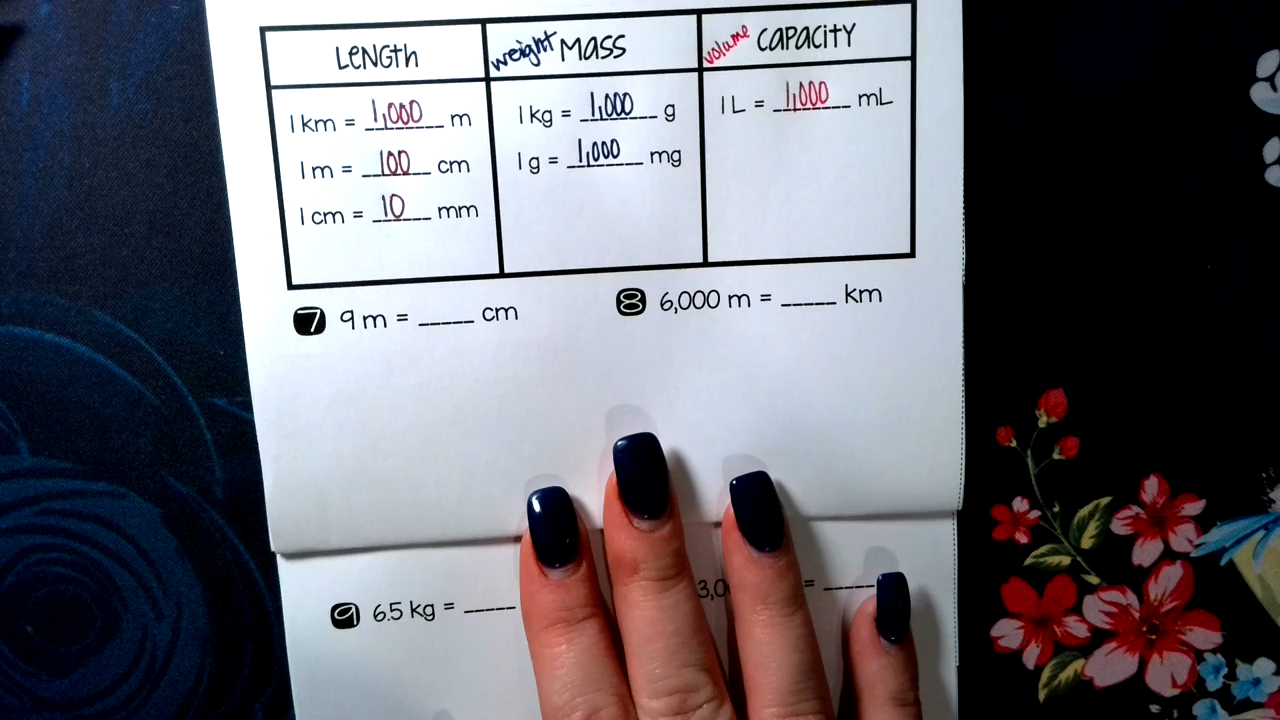 LENGTH
1 km = 1,000 m
1 m = 100 cm
1 cm = 10 mm
weight MASS
1 kg = 1,000 g
1 g = 1,000 mg
volume CAPACITY
1 L = 1,000 mL
7 9 m = _____ cm
8 6,000 m = _____ km
9 6.5 kg = _____
= _____